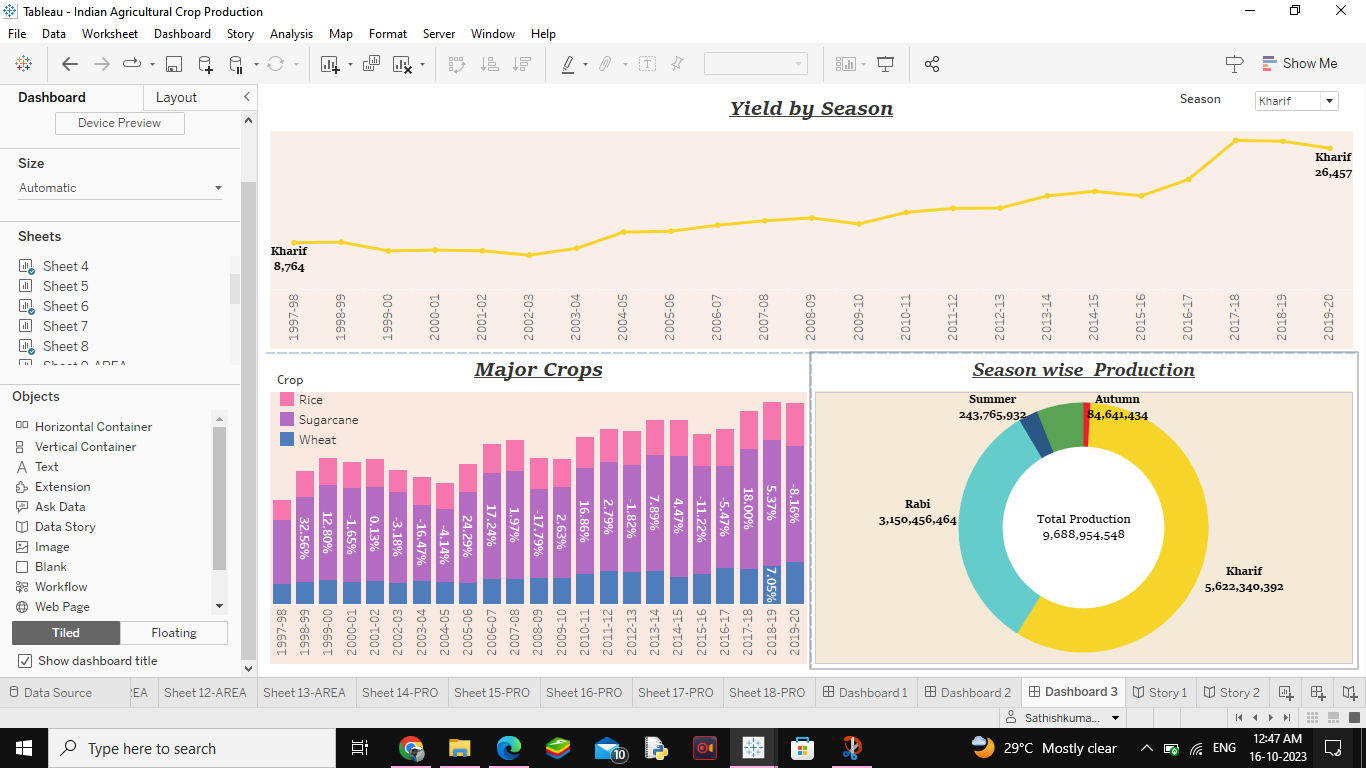 Tableau - Indian Agricultural Crop Production
File Data Worksheet Dashboard Story Analysis Map Format Server Window Help
Show Me
Dashboard Layout
Device Preview
Size
Automatic
Sheets
Sheet 4
Sheet 5
Sheet 6
Sheet 7
Sheet 8
Objects
Horizontal Container
Vertical Container
Text
Extension
Ask Data
Data Story
Image
Blank
Workflow
Web Page
Tiled Floating
Show dashboard title
Yield by Season
Season Kharif
Kharif
26,457
Kharif
8,764
1997-98 1998-99 1999-00 2000-01 2001-02 2002-03 2003-04 2004-05 2005-06 2006-07 2007-08 2008-09 2009-10 2010-11 2011-12 2012-13 2013-14 2014-15 2015-16 2016-17 2017-18 2018-19 2019-20
Major Crops
Crop
Rice
Sugarcane
Wheat
32.56% 12.80% -1.65% 0.13% -3.18% -16.47% -4.14% 24.29% 17.24% 1.97% -17.79% 2.63% 16.86% 2.79% -1.82% 7.89% 4.47% -11.22% -5.47% 18.00% 5.37% -8.16%
7.05%
1997-98 1998-99 1999-00 2000-01 2001-02 2002-03 2003-04 2004-05 2005-06 2006-07 2007-08 2008-09 2009-10 2010-11 2011-12 2012-13 2013-14 2014-15 2015-16 2016-17 2017-18 2018-19 2019-20
Season wise Production
Summer
243,765,932
Autumn
84,641,434
Rabi
3,150,456,464
Total Production
9,688,954,548
Kharif
5,622,340,392
Data Source EA Sheet 12-AREA Sheet 13-AREA Sheet 14-PRO Sheet 15-PRO Sheet 16-PRO Sheet 17-PRO Sheet 18-PRO Dashboard 1 Dashboard 2 Dashboard 3 Story 1 Story 2
Sathishkuma...
Type here to search
10
29°C Mostly clear
ENG
12:47 AM
16-10-2023